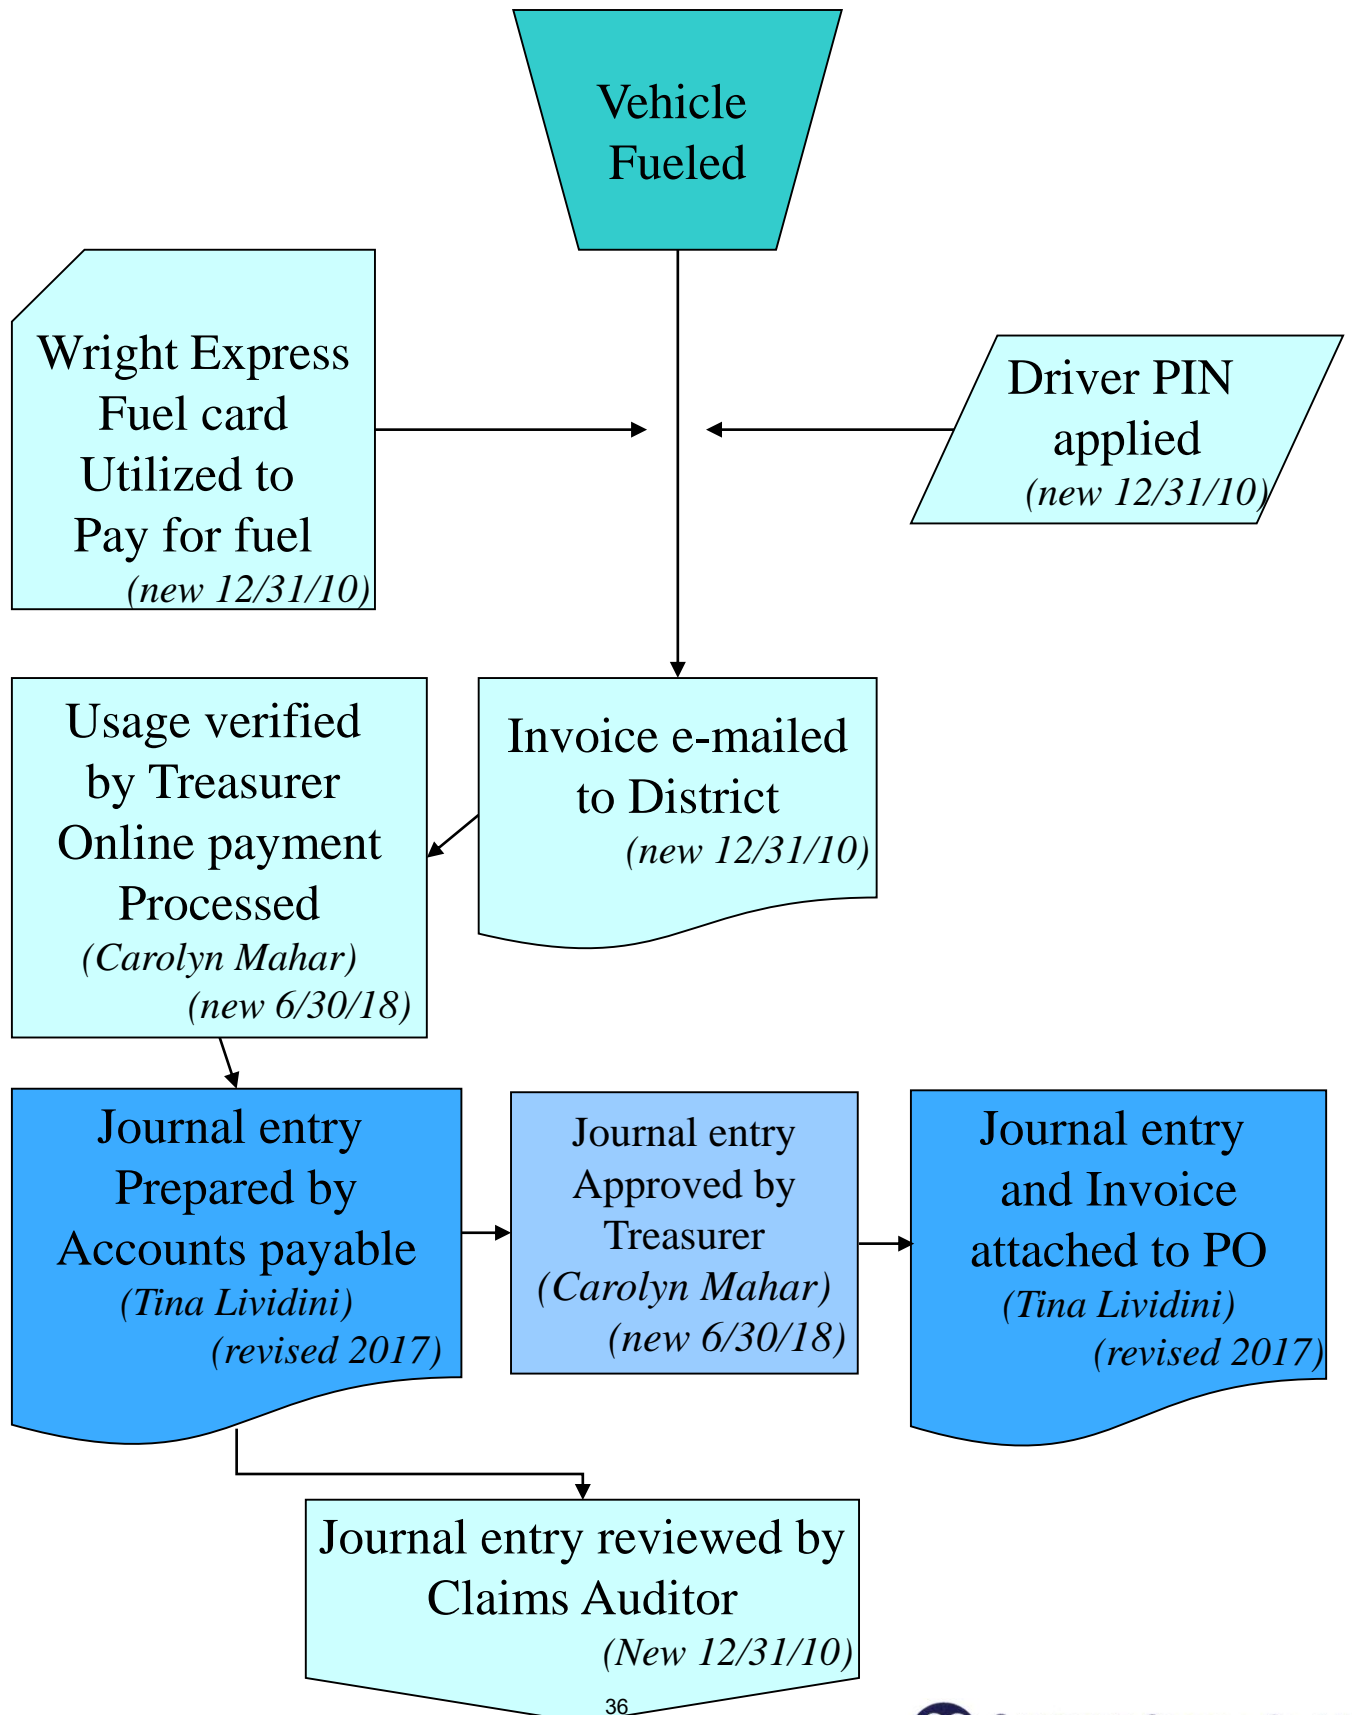 Vehicle
Fueled
Wright Express
Fuel card
Utilized to
Pay for fuel
(new 12/31/10)
Driver PIN
applied
(new 12/31/10)
Usage verified
by Treasurer
Online payment
Processed
(Carolyn Mahar)
(new 6/30/18)
Invoice e-mailed
to District
(new 12/31/10)
Journal entry
Prepared by
Accounts payable
(Tina Lividini)
(revised 2017)
Journal entry
Approved by
Treasurer
(Carolyn Mahar)
(new 6/30/18)
Journal entry
and Invoice
attached to PO
(Tina Lividini)
(revised 2017)
Journal entry reviewed by
Claims Auditor
(New 12/31/10)
36